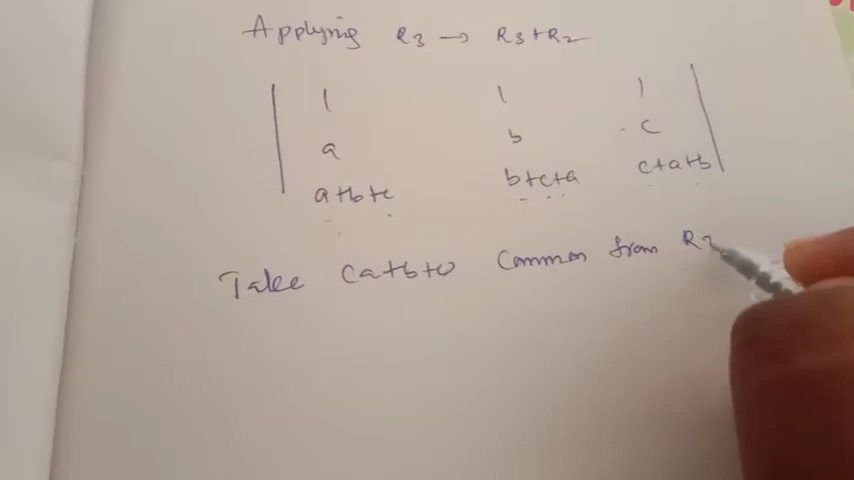 Applying R3 → R3+R2
1 1 1
a b c
a+b+c b+c+a c+a+b
Take (a+b+c) Common from R3